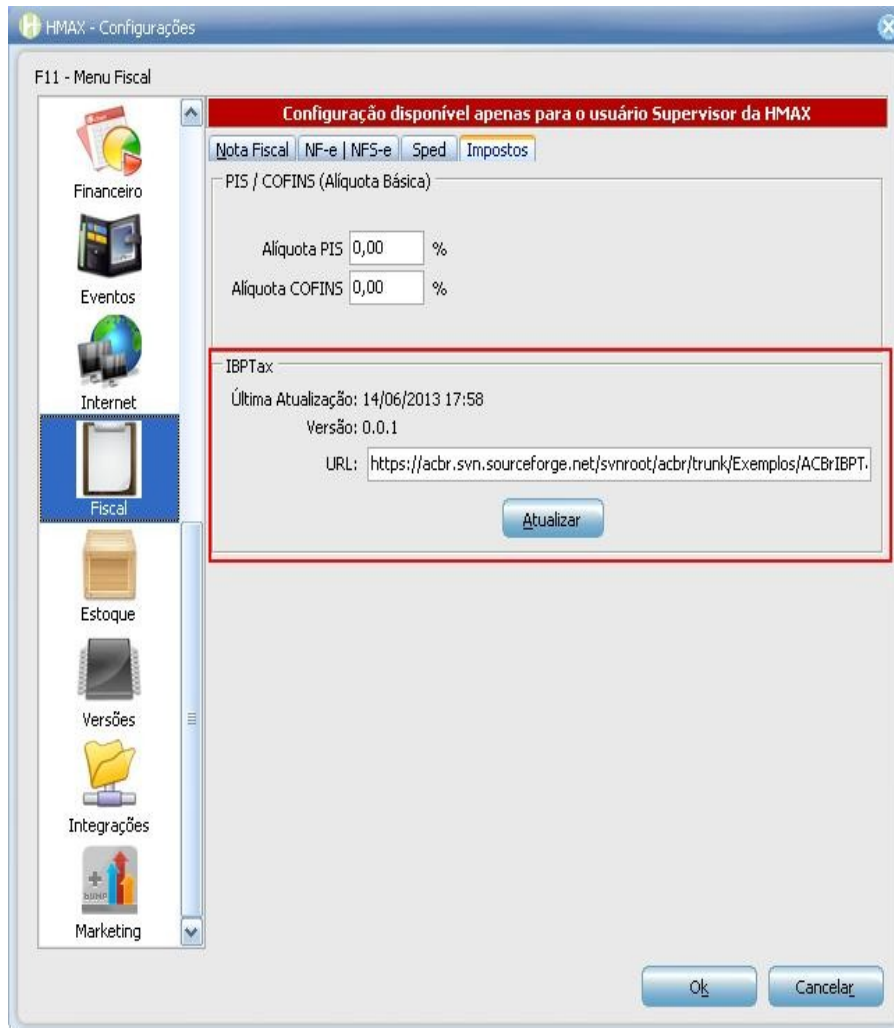 HMAX - Configurações
F11 - Menu Fiscal
Financeiro
Eventos
Internet
Fiscal
Estoque
Versões
Integrações
Marketing
Configuração disponível apenas para o usuário Supervisor da HMAX
Nota Fiscal NF-e | NFS-e Sped Impostos
PIS / COFINS (Alíquota Básica)
Alíquota PIS 0,00 %
Alíquota COFINS 0,00 %
IBPTax
Última Atualização: 14/06/2013 17:58
Versão: 0.0.1
URL: https://acbr.svn.sourceforge.net/svnroot/acbr/trunk/Exemplos/ACBrIBPT
Atualizar
Ok Cancelar